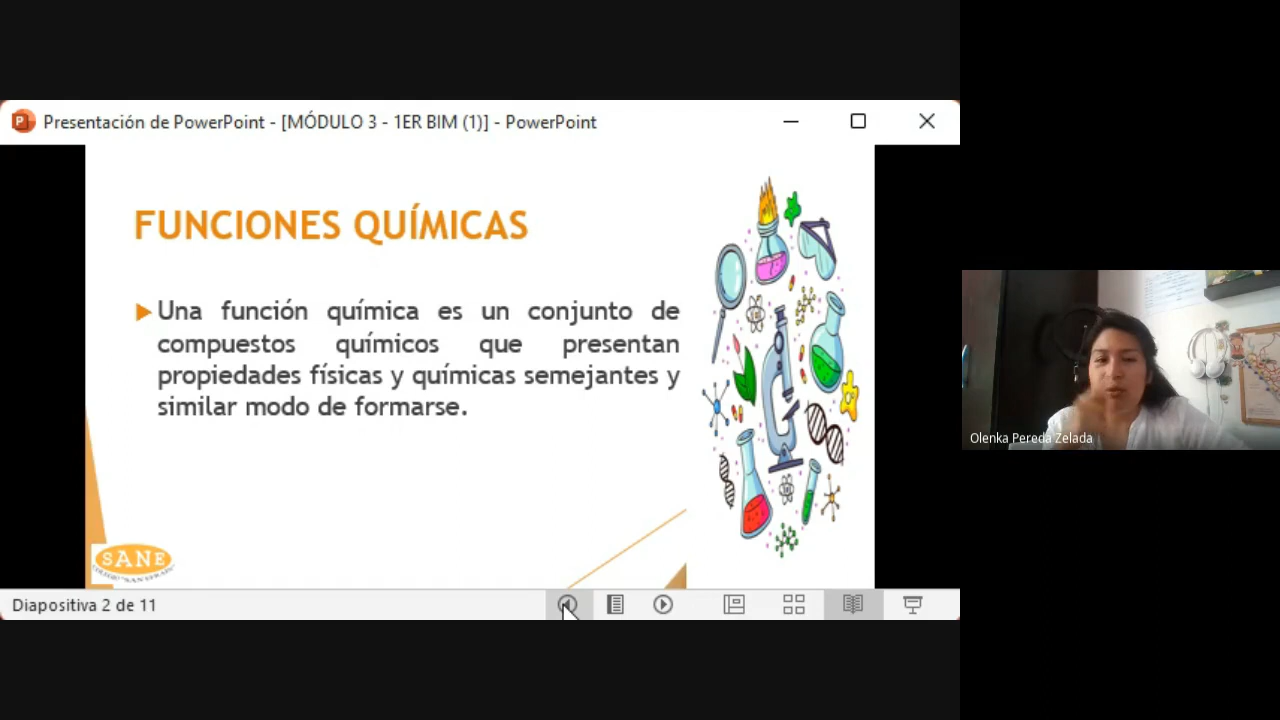 Presentación de PowerPoint - [MÓDULO 3 - 1ER BIM (1)] - PowerPoint
FUNCIONES QUÍMICAS
Una función química es un conjunto de
compuestos químicos que presentan
propiedades físicas y químicas semejantes y
similar modo de formarse.
SANE
Diapositiva 2 de 11
Olenka Pereda Zelada